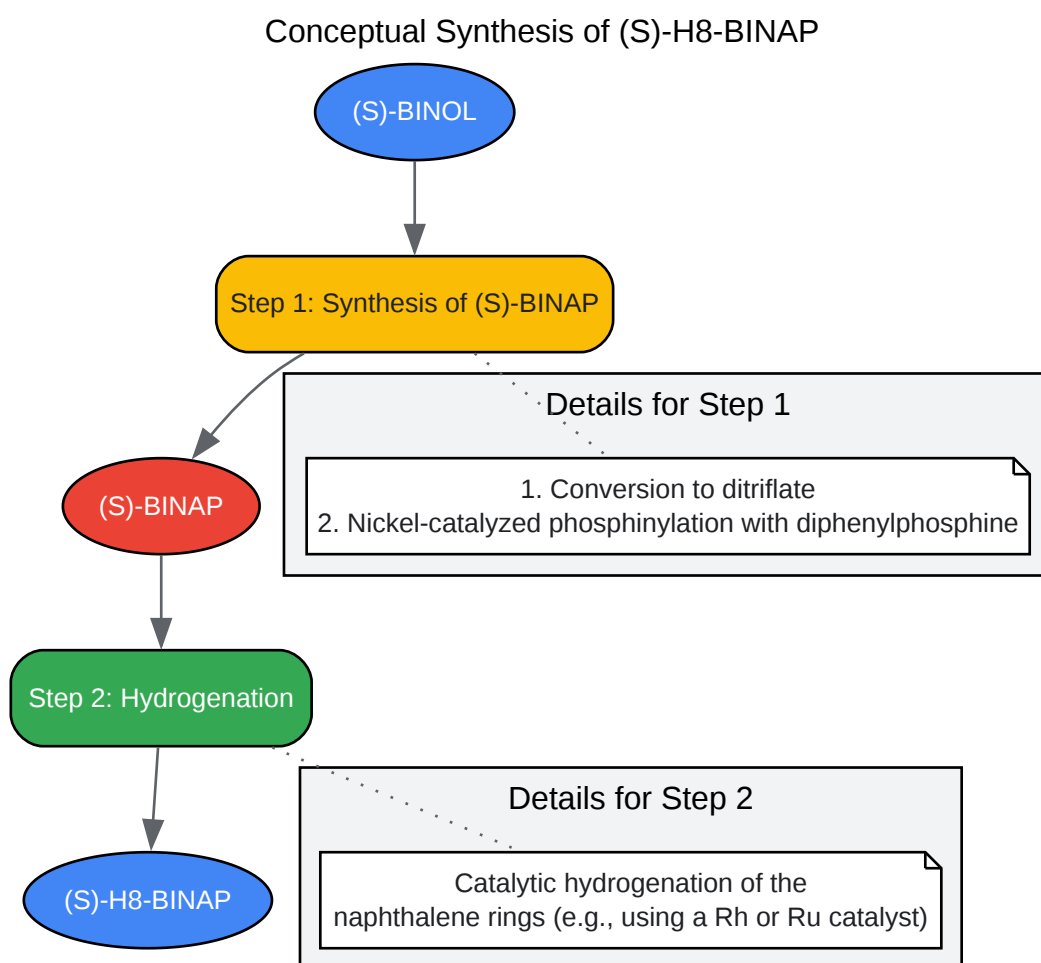 Conceptual Synthesis of (S)-H8-BINAP
(S)-BINOL
Step 1: Synthesis of (S)-BINAP
Details for Step 1
1. Conversion to ditriflate
2. Nickel-catalyzed phosphinylation with diphenylphosphine
(S)-BINAP
Step 2: Hydrogenation
Details for Step 2
Catalytic hydrogenation of the
naphthalene rings (e.g., using a Rh or Ru catalyst)
(S)-H8-BINAP